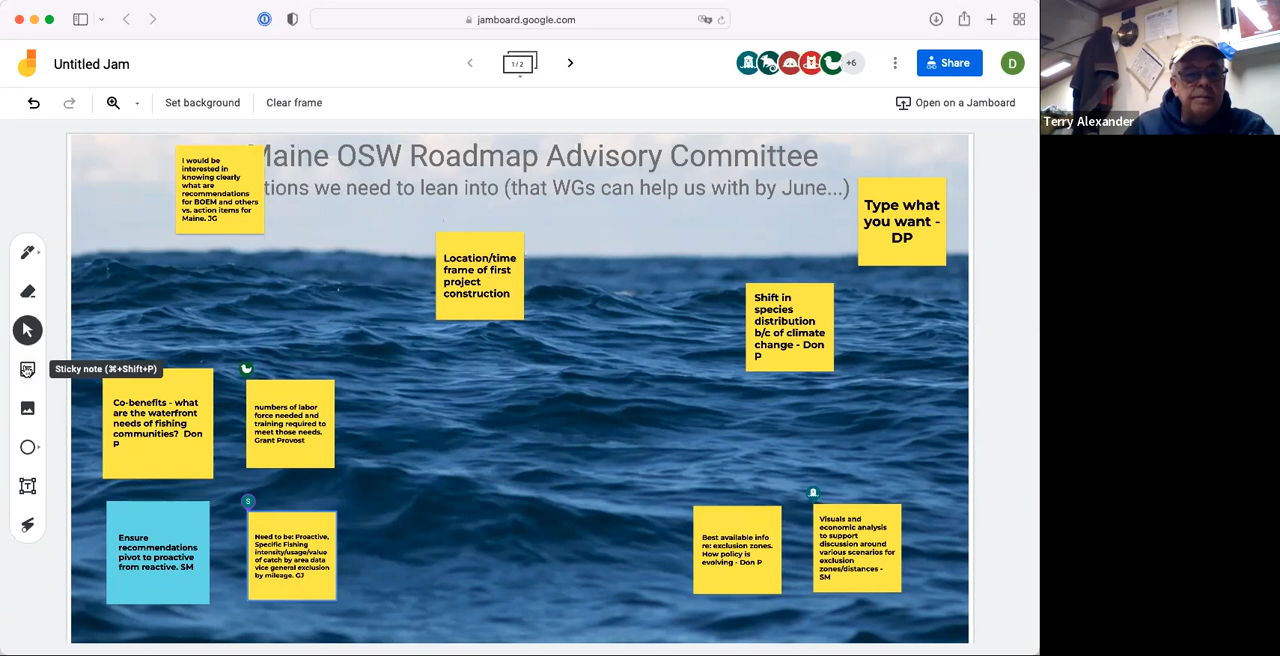 jamboard.google.com
Untitled Jam
1/2
+6
Share
D
Set background
Clear frame
Open on a Jamboard
Terry Alexander
Maine OSW Roadmap Advisory Committee
tions we need to lean into (that WGs can help us with by June...)
I would be
interested in
knowing clearly
what are
recommendations
for BOEM and others
vs. action items for
Maine. JG
Type what
you want -
DP
Location/time
frame of first
project
construction
Shift in
species
distribution
b/c of climate
change - Don
P
Sticky note (⌘+Shift+P)
Co-benefits - what
are the waterfront
needs of fishing
communities? Don
P
numbers of labor
force needed and
training required to
meet those needs.
Grant Provost
S
Ensure
recommendations
pivot to proactive
from reactive. SM
Need to be: Proactive,
Specific Fishing
intensity/usage/value
of catch by area data
vice general exclusion
by mileage. GJ
Best available info
re: exclusion zones.
How policy is
evolving - Don P
Visuals and
economic analysis
to support
discussion around
various scenarios for
exclusion
zones/distances -
SM